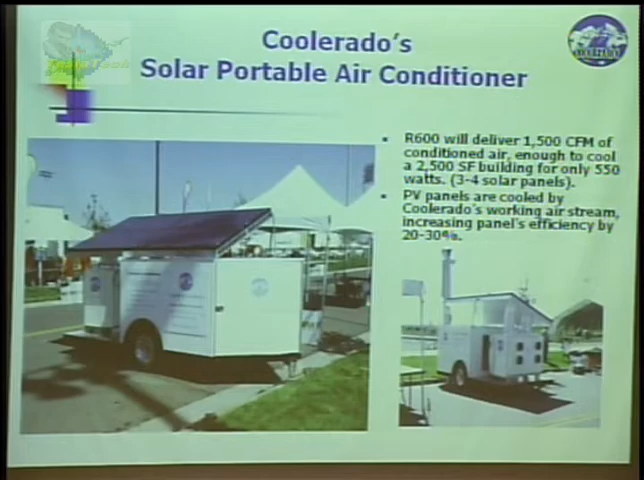 Coolerado's
Solar Portable Air Conditioner
R600 will deliver 1,500 CFM of
conditioned air, enough to cool
a 2,500 SF building for only 550
watts. (3-4 solar panels).
PV panels are cooled by
Coolerado's working air stream,
increasing panel's efficiency by
20-30%.